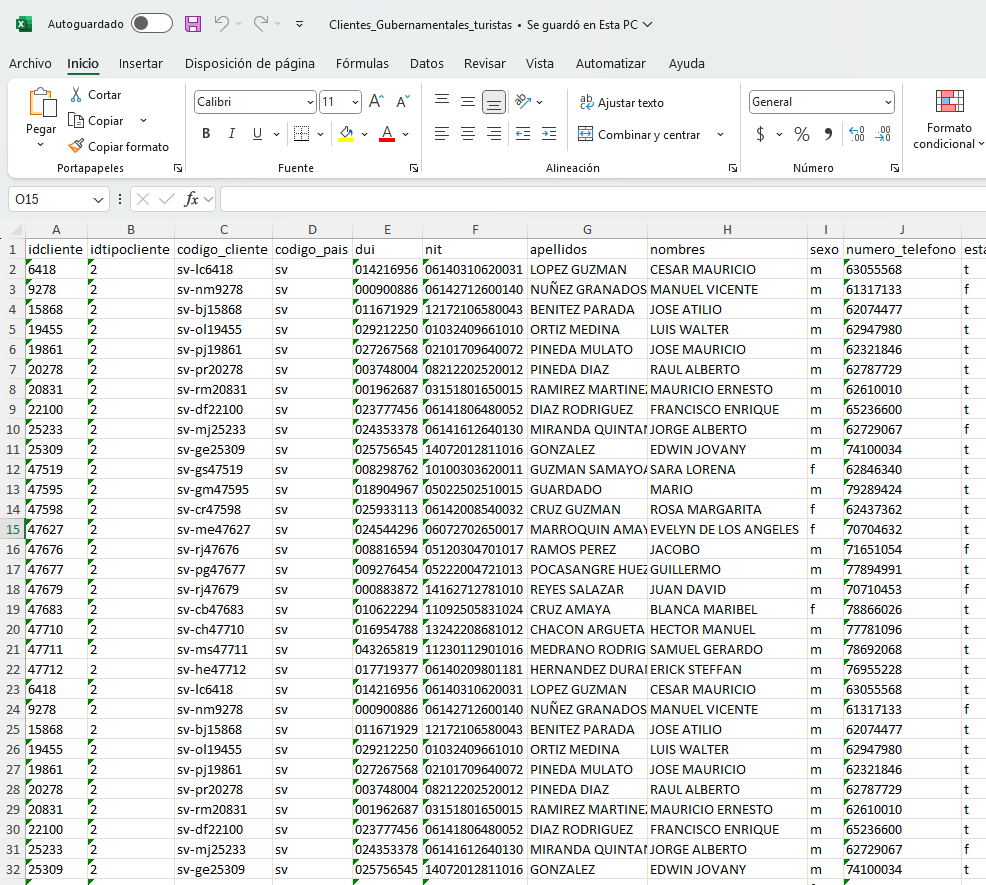 Autoguardado Clientes_Gubernamentales_turistas • Se guardó en Esta PC
Archivo Inicio Insertar Disposición de página Fórmulas Datos Revisar Vista Automatizar Ayuda
Pegar Cortar Copiar Copiar formato
Calibri 11
Ajustar texto
Combinar y centrar
General
Formato condicional
Portapapeles Fuente Alineación Número
O15 fx
A B C D E F G H I J
1 idcliente idtipocliente codigo_cliente codigo_pais dui nit apellidos nombres sexo numero_telefono esta
2 6418 2 sv-lc6418 sv 014216956 06140310620031 LOPEZ GUZMAN CESAR MAURICIO m 63055568 t
3 9278 2 sv-nm9278 sv 000900886 06142712600140 NUÑEZ GRANADOS MANUEL VICENTE m 61317133 f
4 15868 2 sv-bj15868 sv 011671929 12172106580043 BENITEZ PARADA JOSE ATILIO m 62074477 t
5 19455 2 sv-ol19455 sv 029212250 01032409661010 ORTIZ MEDINA LUIS WALTER m 62947980 t
6 19861 2 sv-pj19861 sv 027267568 02101709640072 PINEDA MULATO JOSE MAURICIO m 62321846 t
7 20278 2 sv-pr20278 sv 003748004 08212202520012 PINEDA DIAZ RAUL ALBERTO m 62787729 t
8 20831 2 sv-rm20831 sv 001962687 03151801650015 RAMIREZ MARTINE MAURICIO ERNESTO m 62610010 t
9 22100 2 sv-df22100 sv 023777456 06141806480052 DIAZ RODRIGUEZ FRANCISCO ENRIQUE m 65236600 t
10 25233 2 sv-mj25233 sv 024353378 06141612640130 MIRANDA QUINTAN JORGE ALBERTO m 62729067 f
11 25309 2 sv-ge25309 sv 025756545 14072012811016 GONZALEZ EDWIN JOVANY m 74100034 t
12 47519 2 sv-gs47519 sv 008298762 10100303620011 GUZMAN SAMAYOA SARA LORENA f 62846340 t
13 47595 2 sv-gm47595 sv 018904967 05022502510015 GUARDADO MARIO m 79289424 t
14 47598 2 sv-cr47598 sv 025933113 06142008540032 CRUZ GUZMAN ROSA MARGARITA f 62437362 t
15 47627 2 sv-me47627 sv 024544296 06072702650017 MARROQUIN AMAY EVELYN DE LOS ANGELES f 70704632 t
16 47676 2 sv-rj47676 sv 008816594 05120304701017 RAMOS PEREZ JACOBO m 71651054 f
17 47677 2 sv-pg47677 sv 009276454 05222004721013 POCASANGRE HUEZ GUILLERMO m 77894991 t
18 47679 2 sv-rj47679 sv 000883872 14162712781010 REYES SALAZAR JUAN DAVID m 70710453 f
19 47683 2 sv-cb47683 sv 010622294 11092505831024 CRUZ AMAYA BLANCA MARIBEL f 78866026 t
20 47710 2 sv-ch47710 sv 016954788 13242208681012 CHACON ARGUETA HECTOR MANUEL m 77781096 t
21 47711 2 sv-ms47711 sv 043265819 11230112901016 MEDRANO RODRIG SAMUEL GERARDO m 78692068 t
22 47712 2 sv-he47712 sv 017719377 06140209801181 HERNANDEZ DURA ERICK STEFFAN m 76955228 t
23 6418 2 sv-lc6418 sv 014216956 06140310620031 LOPEZ GUZMAN CESAR MAURICIO m 63055568 t
24 9278 2 sv-nm9278 sv 000900886 06142712600140 NUÑEZ GRANADOS MANUEL VICENTE m 61317133 f
25 15868 2 sv-bj15868 sv 011671929 12172106580043 BENITEZ PARADA JOSE ATILIO m 62074477 t
26 19455 2 sv-ol19455 sv 029212250 01032409661010 ORTIZ MEDINA LUIS WALTER m 62947980 t
27 19861 2 sv-pj19861 sv 027267568 02101709640072 PINEDA MULATO JOSE MAURICIO m 62321846 t
28 20278 2 sv-pr20278 sv 003748004 08212202520012 PINEDA DIAZ RAUL ALBERTO m 62787729 t
29 20831 2 sv-rm20831 sv 001962687 03151801650015 RAMIREZ MARTINE MAURICIO ERNESTO m 62610010 t
30 22100 2 sv-df22100 sv 023777456 06141806480052 DIAZ RODRIGUEZ FRANCISCO ENRIQUE m 65236600 t
31 25233 2 sv-mj25233 sv 024353378 06141612640130 MIRANDA QUINTAN JORGE ALBERTO m 62729067 f
32 25309 2 sv-ge25309 sv 025756545 14072012811016 GONZALEZ EDWIN JOVANY m 74100034 t